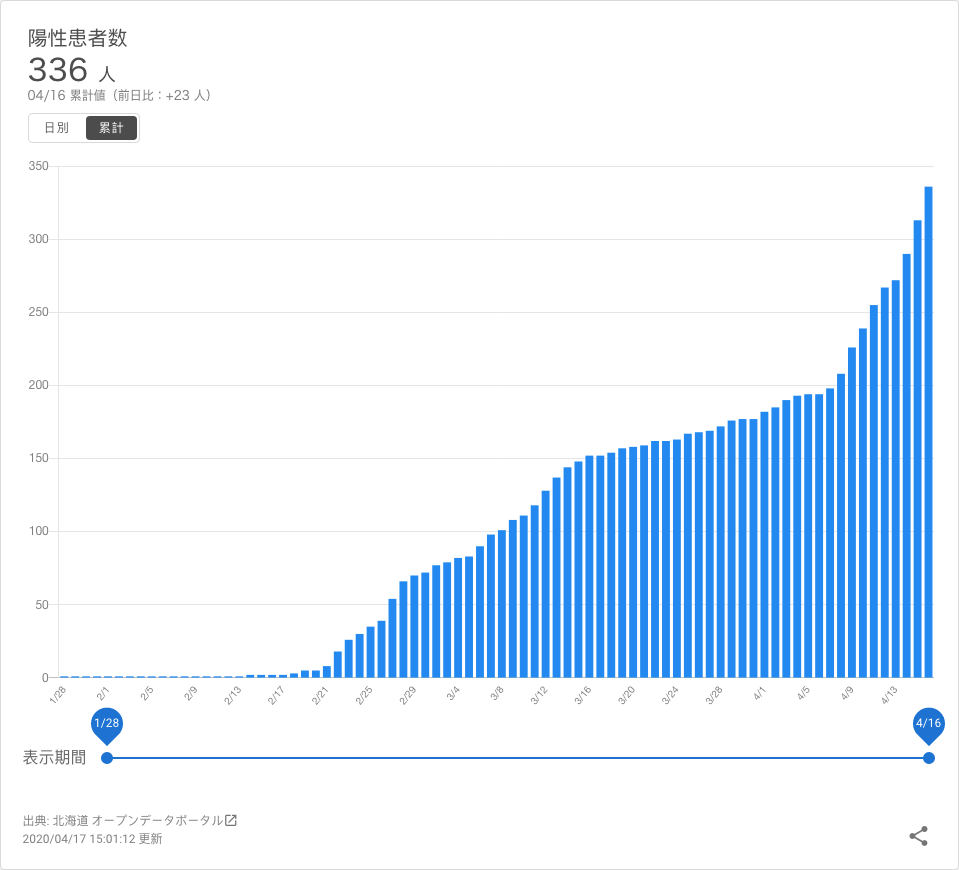 陽性患者数
336 人
04/16 累計値（前日比：+23 人）
日別 累計
350
300
250
200
150
100
50
0
1/28 2/1 2/5 2/9 2/13 2/17 2/21 2/25 2/29 3/4 3/8 3/12 3/16 3/20 3/24 3/28 4/1 4/5 4/9 4/13
1/28 4/16
表示期間
出典: 北海道 オープンデータポータル
2020/04/17 15:01:12 更新